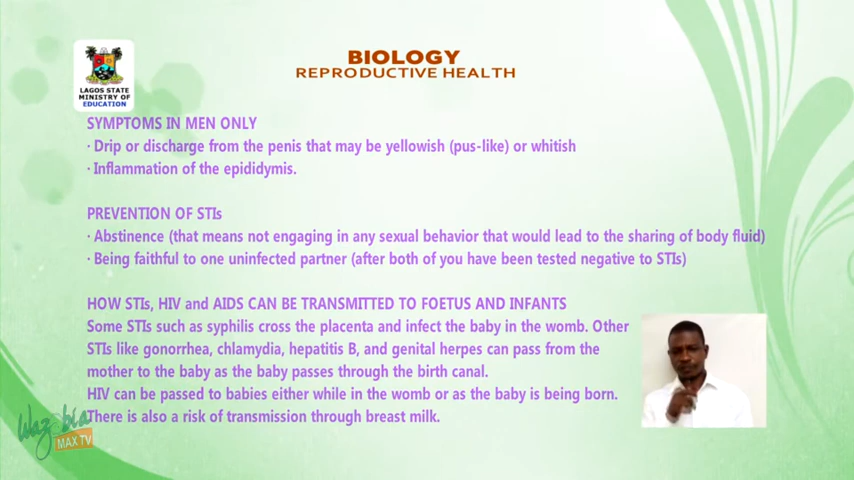 BIOLOGY
REPRODUCTIVE HEALTH
LAGOS STATE
MINISTRY OF
EDUCATION
SYMPTOMS IN MEN ONLY
· Drip or discharge from the penis that may be yellowish (pus-like) or whitish
· Inflammation of the epididymis.
PREVENTION OF STIs
· Abstinence (that means not engaging in any sexual behavior that would lead to the sharing of body fluid)
· Being faithful to one uninfected partner (after both of you have been tested negative to STIs)
HOW STIs, HIV and AIDS CAN BE TRANSMITTED TO FOETUS AND INFANTS
Some STIs such as syphilis cross the placenta and infect the baby in the womb. Other
STIs like gonorrhea, chlamydia, hepatitis B, and genital herpes can pass from the
mother to the baby as the baby passes through the birth canal.
HIV can be passed to babies either while in the womb or as the baby is being born.
There is also a risk of transmission through breast milk.
Wazobia
MAX TV